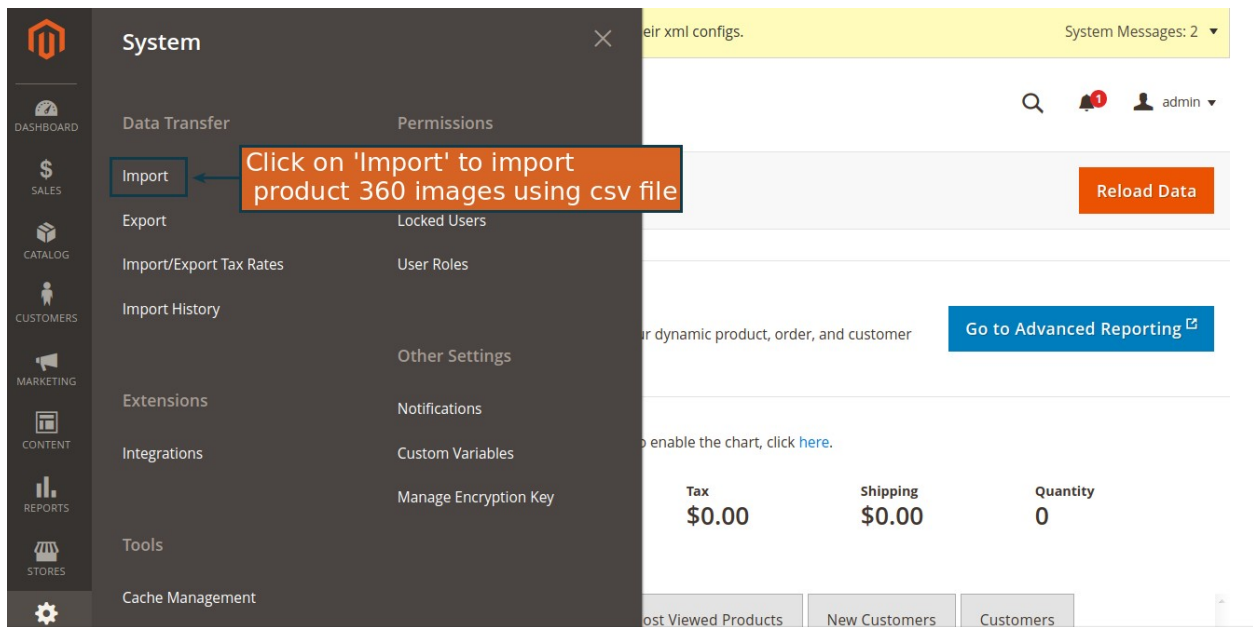 System
eir xml configs.
System Messages: 2
admin
1
DASHBOARD
SALES
CATALOG
CUSTOMERS
MARKETING
CONTENT
REPORTS
STORES
Data Transfer
Import
Export
Import/Export Tax Rates
Import History
Extensions
Integrations
Tools
Cache Management
Permissions
Locked Users
User Roles
Other Settings
Notifications
Custom Variables
Manage Encryption Key
Click on 'Import' to import
product 360 images using csv file
Reload Data
ur dynamic product, order, and customer
Go to Advanced Reporting
o enable the chart, click here.
Tax
$0.00
Shipping
$0.00
Quantity
0
ost Viewed Products
New Customers
Customers